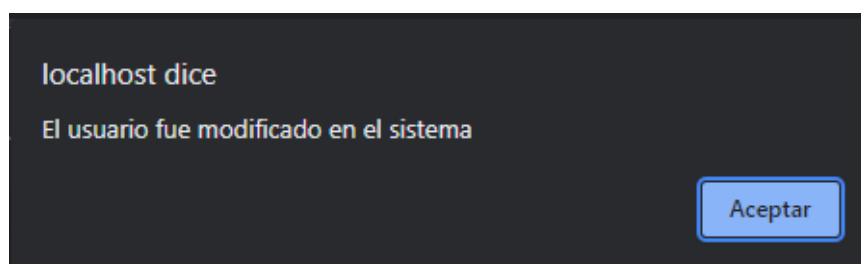 localhost dice
El usuario fue modificado en el sistema
Aceptar